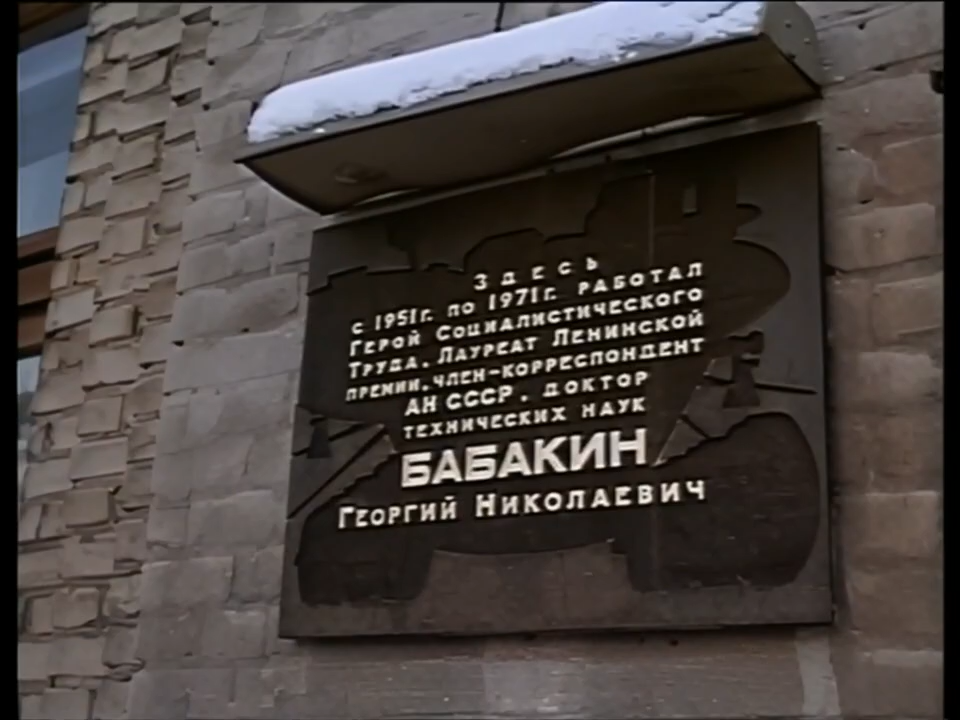 Здесь
с 1951г. по 1971г. работал
Герой Социалистического
Труда. Лауреат Ленинской
премии. член-корреспондент
АН СССР. доктор
технических наук
БАБАКИН
Георгий Николаевич